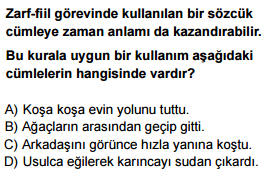 Zarf-fiil görevinde kullanılan bir sözcük
cümleye zaman anlamı da kazandırabilir.
Bu kurala uygun bir kullanım aşağıdaki
cümlelerin hangisinde vardır?
A) Koşa koşa evin yolunu tuttu.
B) Ağaçların arasından geçip gitti.
C) Arkadaşını görünce hızla yanına koştu.
D) Usulca eğilerek karıncayı sudan çıkardı.